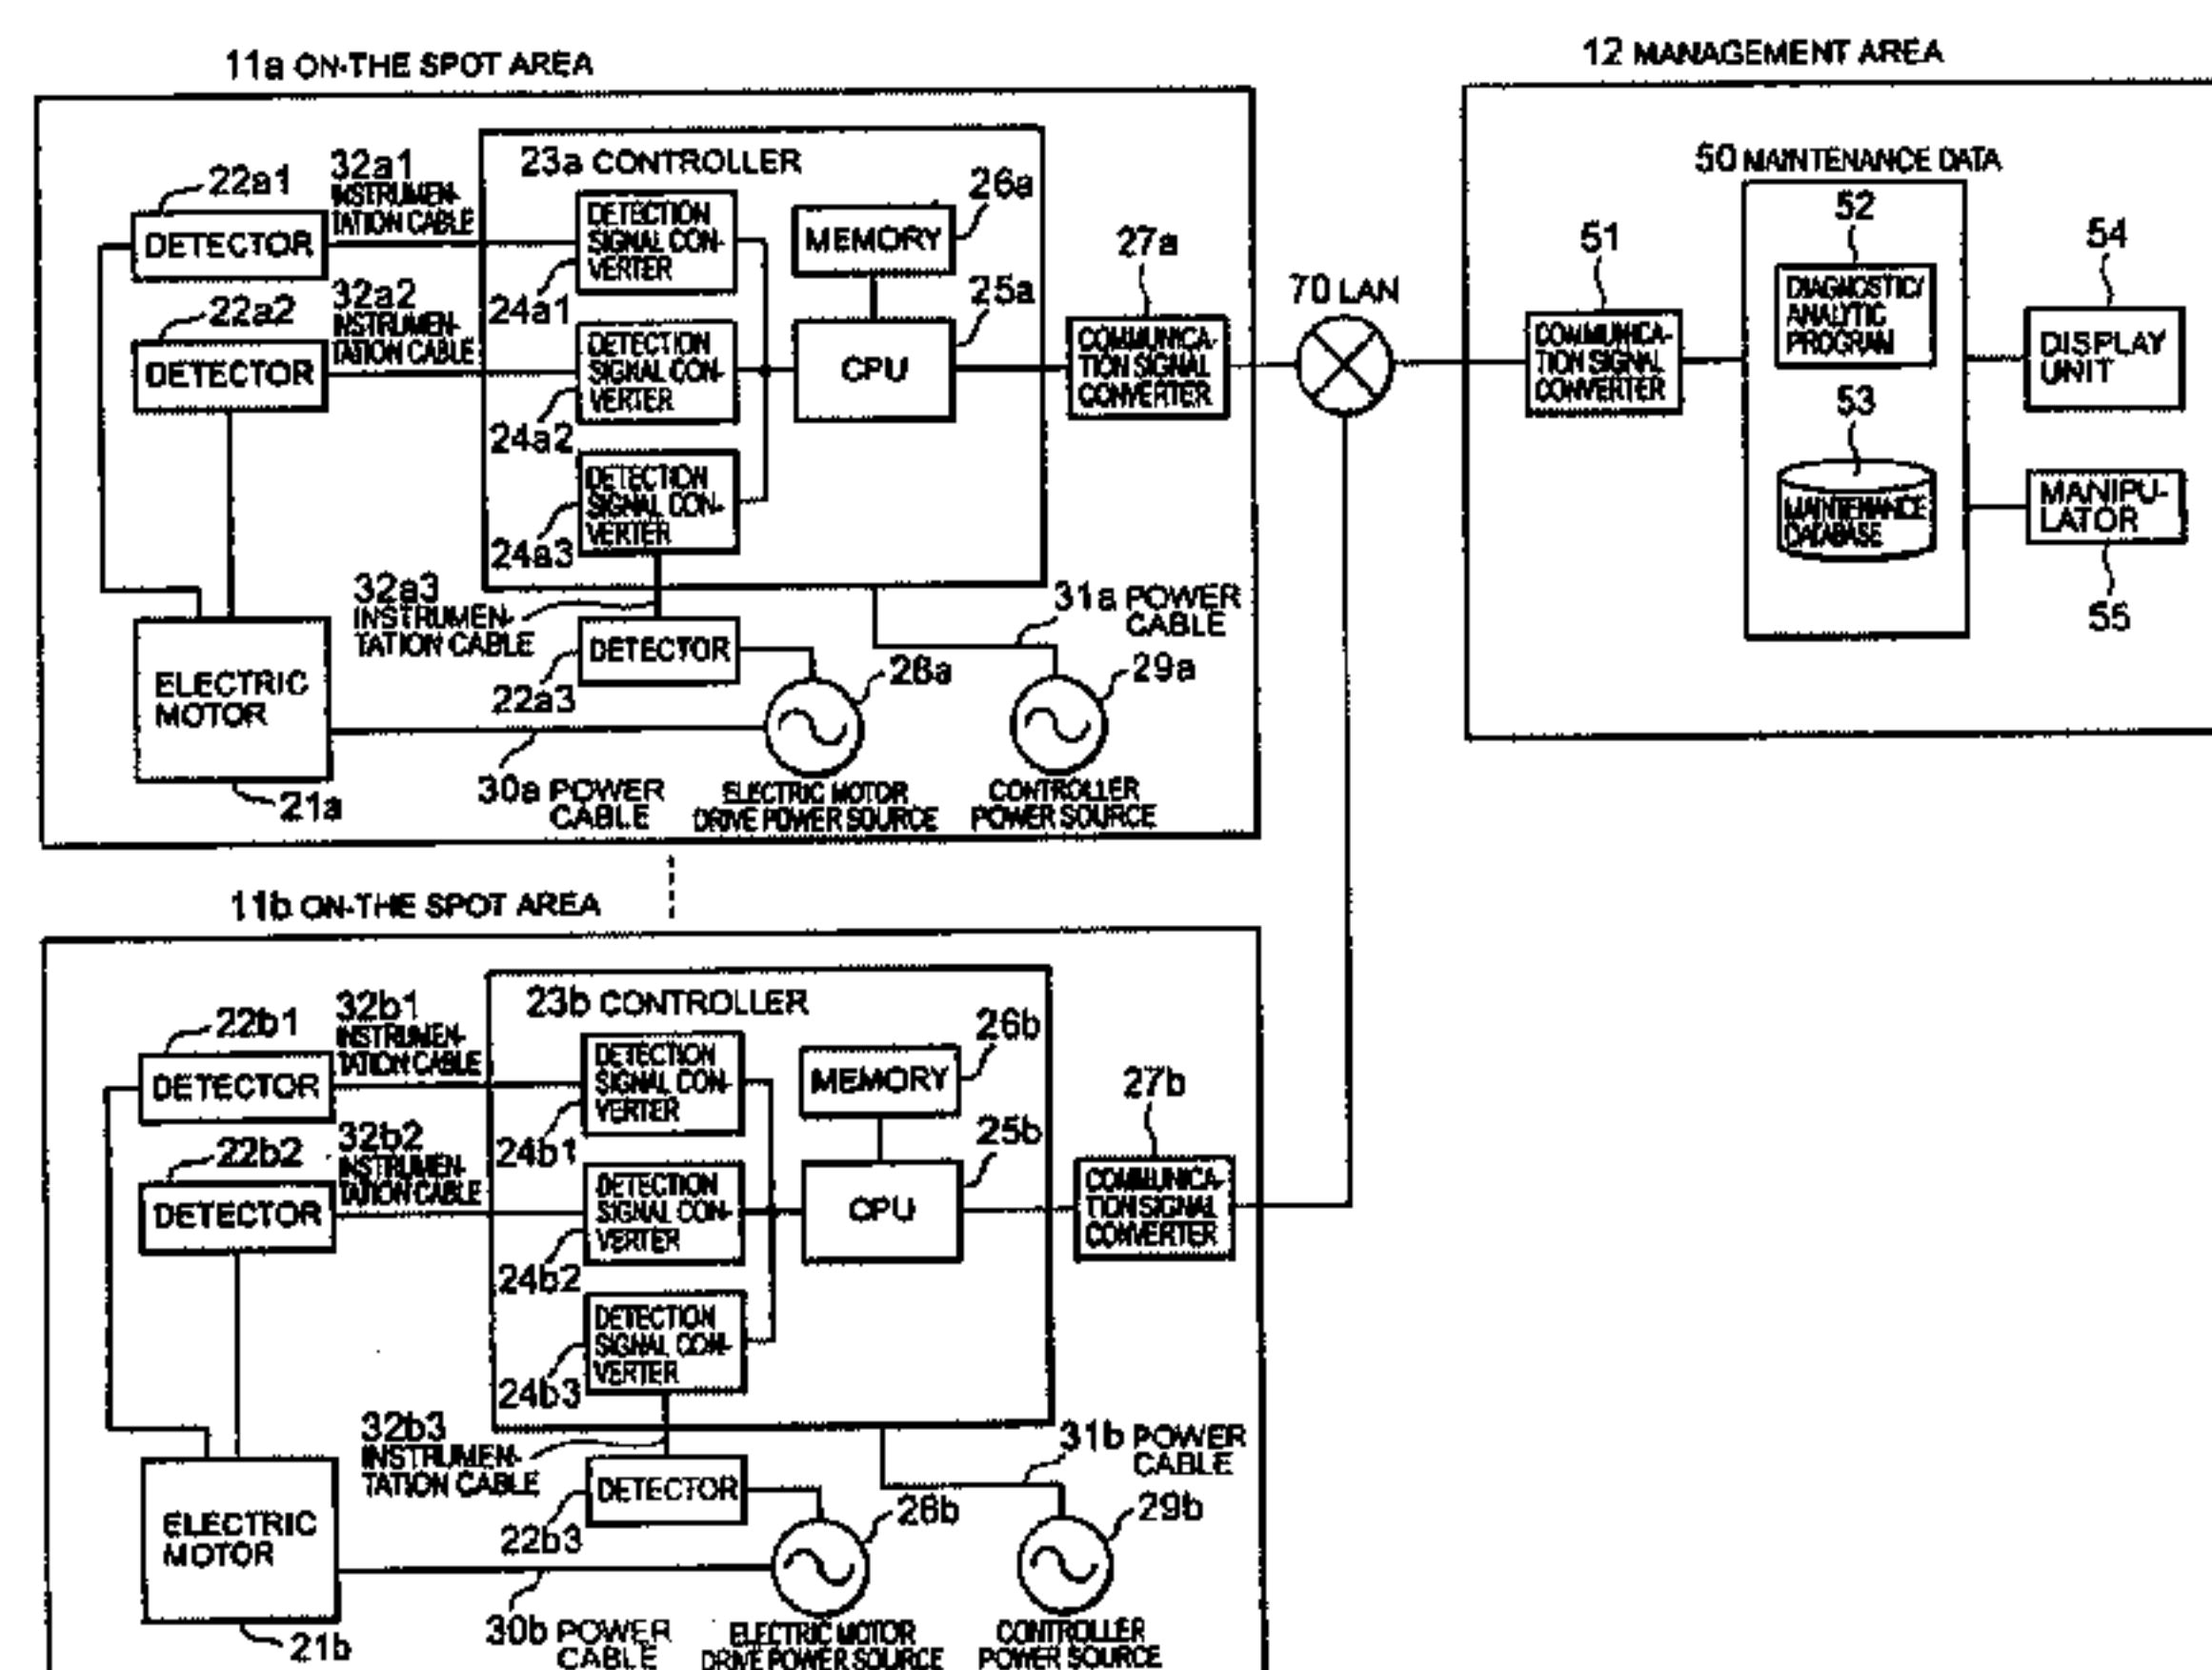 11a ON-THE SPOT AREA
22a1
32a1
INSTRUMEN-
TATION CABLE
DETECTOR
22a2
32a2
INSTRUMEN-
TATION CABLE
DETECTOR
23a CONTROLLER
DETECTION
SIGNAL CON-
VERTER
24a1
DETECTION
SIGNAL CON-
VERTER
24a2
DETECTION
SIGNAL CON-
VERTER
24a3
26a
MEMORY
25a
CPU
27a
COMMUNICA-
TION SIGNAL
CONVERTER
32a3
INSTRUMEN-
TATION CABLE
DETECTOR
22a3
31a POWER
CABLE
28a
29a
ELECTRIC
MOTOR
21a
30a POWER
CABLE
ELECTRIC MOTOR
DRIVE POWER SOURCE
CONTROLLER
POWER SOURCE
70 LAN
12 MANAGEMENT AREA
50 MAINTENANCE DATA
51
COMMUNICA-
TION SIGNAL
CONVERTER
52
DIAGNOSTIC/
ANALYTIC
PROGRAM
53
MAINTENANCE
DATABASE
54
DISPLAY
UNIT
MANIPU-
LATOR
55
11b ON-THE SPOT AREA
22b1
32b1
INSTRUMEN-
TATION CABLE
DETECTOR
22b2
32b2
INSTRUMEN-
TATION CABLE
DETECTOR
23b CONTROLLER
DETECTION
SIGNAL CON-
VERTER
24b1
DETECTION
SIGNAL CON-
VERTER
24b2
DETECTION
SIGNAL CON-
VERTER
24b3
26b
MEMORY
25b
CPU
27b
COMMUNICA-
TION SIGNAL
CONVERTER
32b3
INSTRUMEN-
TATION CABLE
DETECTOR
22b3
31b POWER
CABLE
28b
29b
ELECTRIC
MOTOR
21b
30b POWER
CABLE
ELECTRIC MOTOR
DRIVE POWER SOURCE
CONTROLLER
POWER SOURCE